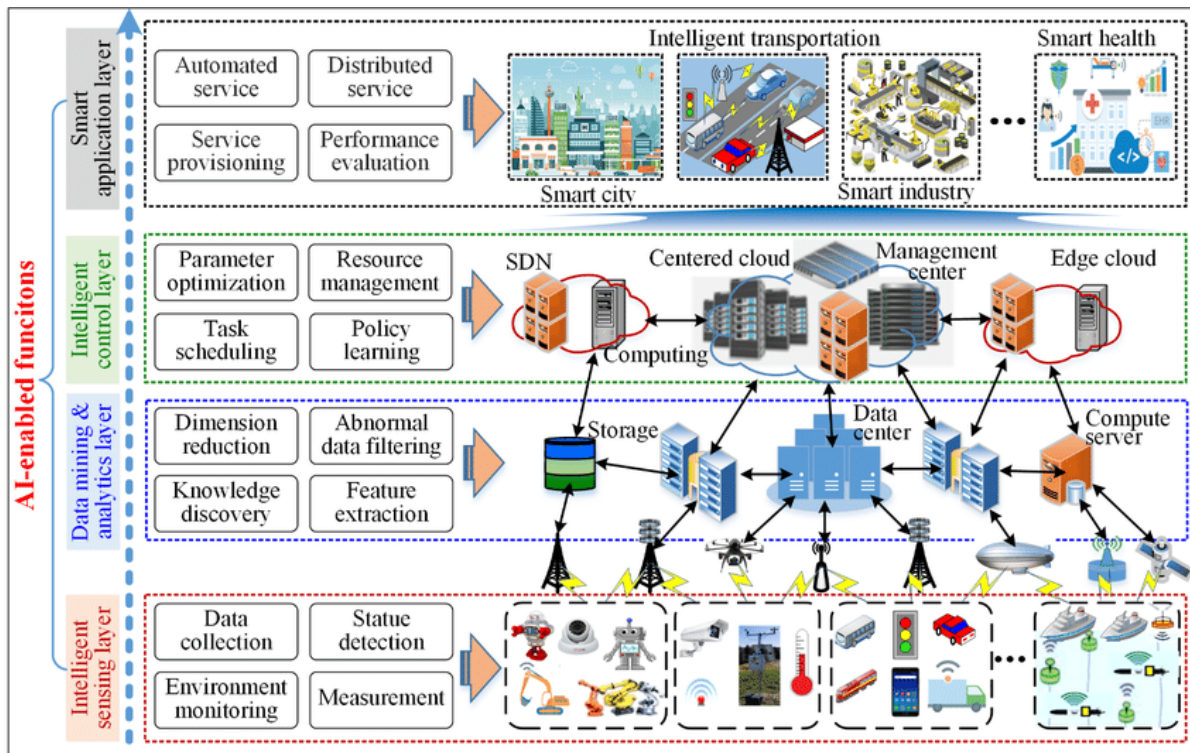 AI-enabled funcitons
Smart
application layer
Automated
service
Distributed
service
Service
provisioning
Performance
evaluation
Intelligent transportation
Smart health
EHR
</>
Smart city
Smart industry
Intelligent
control layer
Parameter
optimization
Resource
management
Task
scheduling
Policy
learning
SDN
Centered cloud
Management
center
Edge cloud
Computing
Data mining &
analytics layer
Dimension
reduction
Abnormal
data filtering
Knowledge
discovery
Feature
extraction
Storage
Data
center
Compute
server
Intelligent
sensing layer
Data
collection
Statue
detection
Environment
monitoring
Measurement